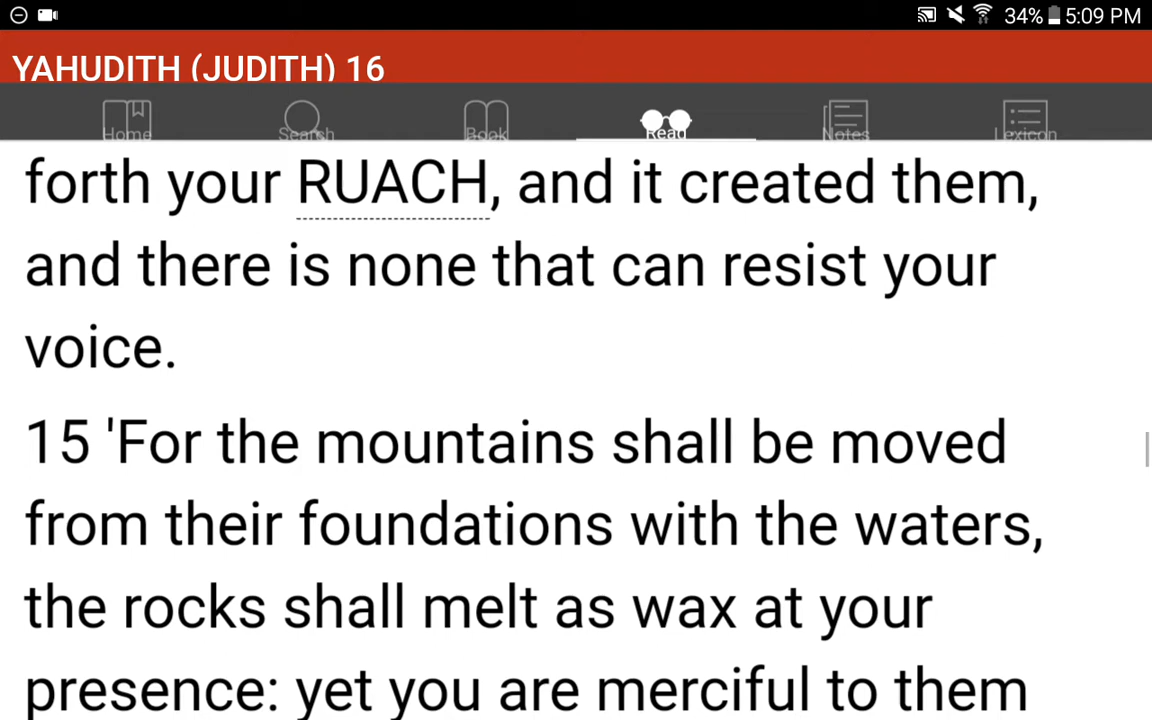 34% 5:09 PM
YAHUDITH (JUDITH) 16
Home Search Book Read Notes Lexicon
forth your RUACH, and it created them,
and there is none that can resist your
voice.
15 'For the mountains shall be moved
from their foundations with the waters,
the rocks shall melt as wax at your
presence: yet you are merciful to them